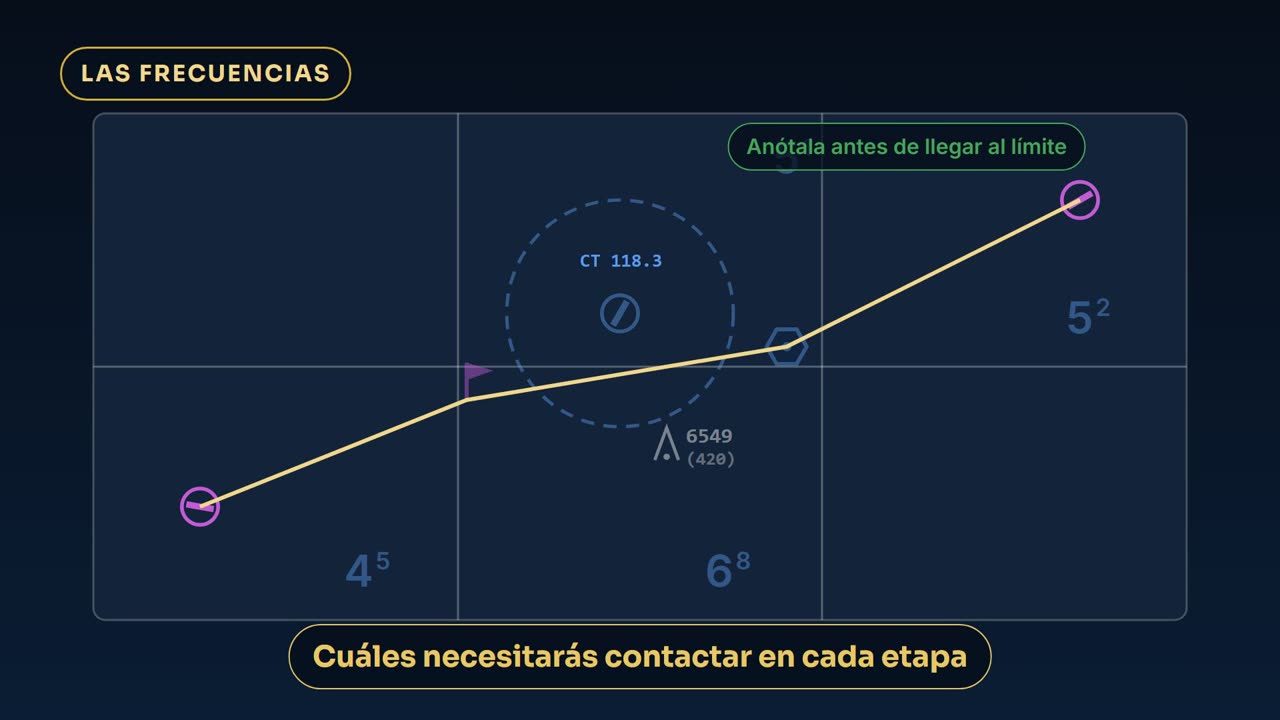 LAS FRECUENCIAS
Anótala antes de llegar al límite
5
CT 118.3
5²
6549
(420)
4⁵
6⁸
Cuáles necesitarás contactar en cada etapa